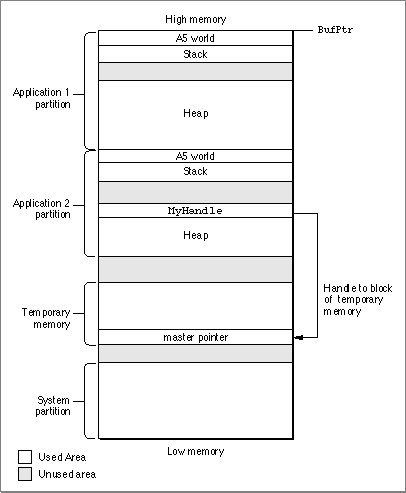 High memory
BufPtr
A5 world
Stack
Application 1
partition
Heap
A5 world
Stack
Application 2
partition
MyHandle
Heap
Handle to block
of temporary
memory
Temporary
memory
master pointer
System
partition
Low memory
Used Area
Unused area